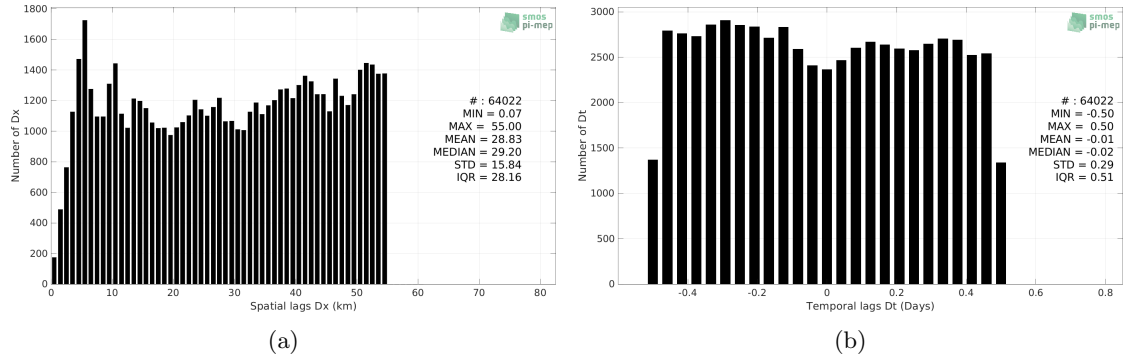 1800
1600
1400
1200
1000
800
600
400
200
0
Number of Dx
0 10 20 30 40 50 60 70 80
Spatial lags Dx (km)
smos
pi-mep
# : 64022
MIN = 0.07
MAX = 55.00
MEAN = 28.83
MEDIAN = 29.20
STD = 15.84
IQR = 28.16
(a)
3000
2500
2000
1500
1000
500
0
Number of Dt
-0.4 -0.2 0 0.2 0.4 0.6 0.8
Temporal lags Dt (Days)
smos
pi-mep
# : 64022
MIN = -0.50
MAX = 0.50
MEAN = -0.01
MEDIAN = -0.02
STD = 0.29
IQR = 0.51
(b)